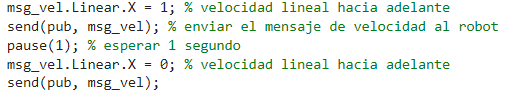 msg_vel.Linear.X = 1; % velocidad lineal hacia adelante
send(pub, msg_vel); % enviar el mensaje de velocidad al robot
pause(1); % esperar 1 segundo
msg_vel.Linear.X = 0; % velocidad lineal hacia adelante
send(pub, msg_vel);